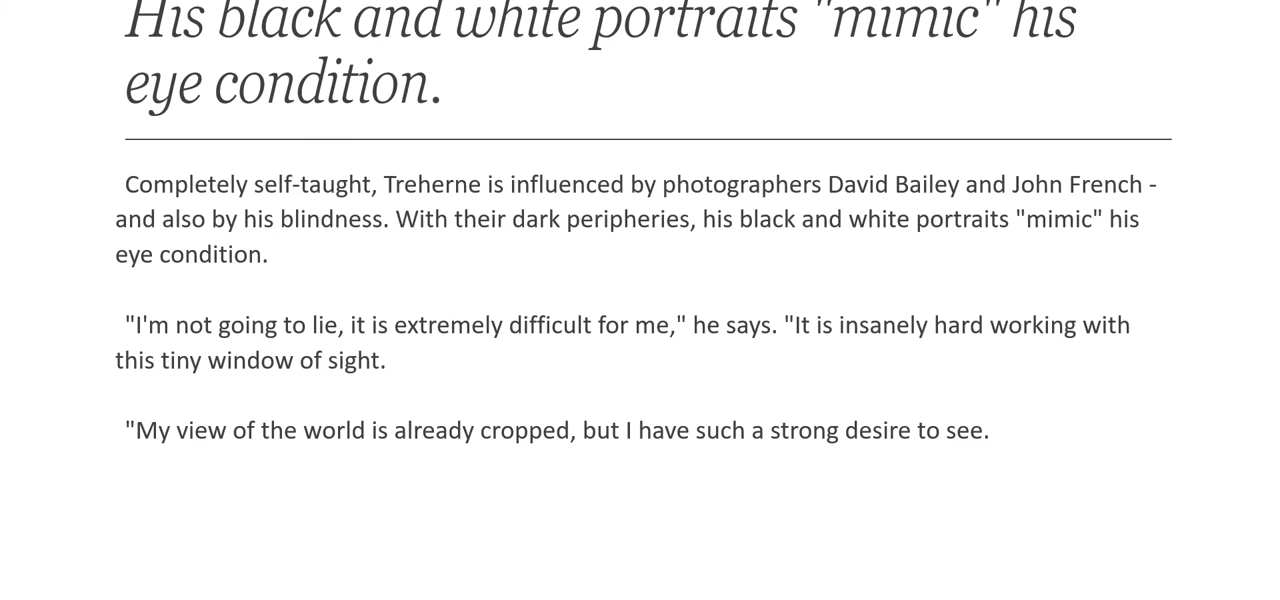 His black and white portraits "mimic" his
eye condition.
Completely self-taught, Treherne is influenced by photographers David Bailey and John French -
and also by his blindness. With their dark peripheries, his black and white portraits "mimic" his
eye condition.
"I'm not going to lie, it is extremely difficult for me," he says. "It is insanely hard working with
this tiny window of sight.
"My view of the world is already cropped, but I have such a strong desire to see.